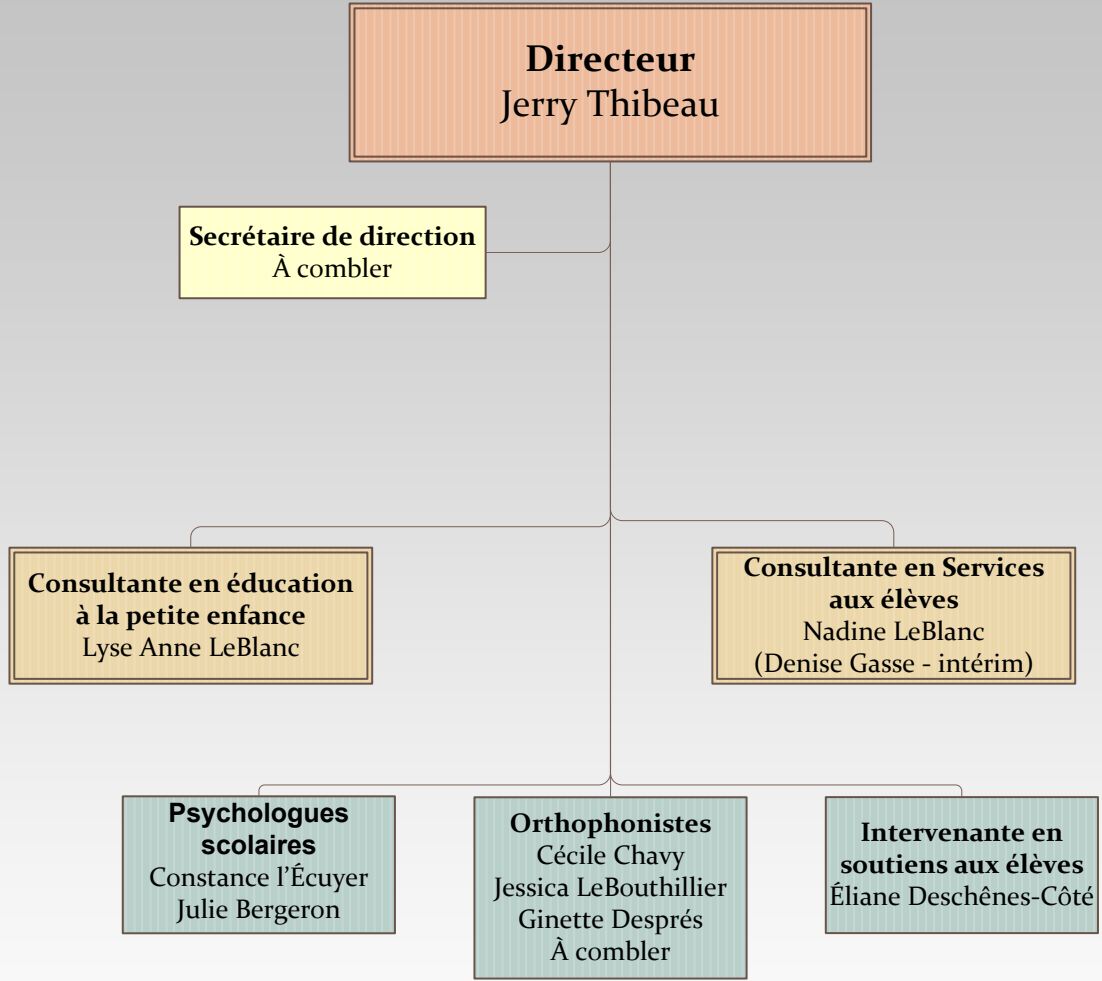 Directeur
Jerry Thibeau
Secrétaire de direction
À combler
Consultante en éducation
à la petite enfance
Lyse Anne LeBlanc
Consultante en Services
aux élèves
Nadine LeBlanc
(Denise Gasse - intérim)
Psychologues
scolaires
Constance l'Écuyer
Julie Bergeron
Orthophonistes
Cécile Chavy
Jessica LeBouthillier
Ginette Després
À combler
Intervenante en
soutiens aux élèves
Éliane Deschênes-Côté